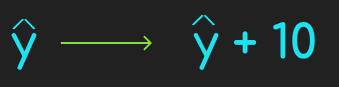 ŷ → ŷ + 10